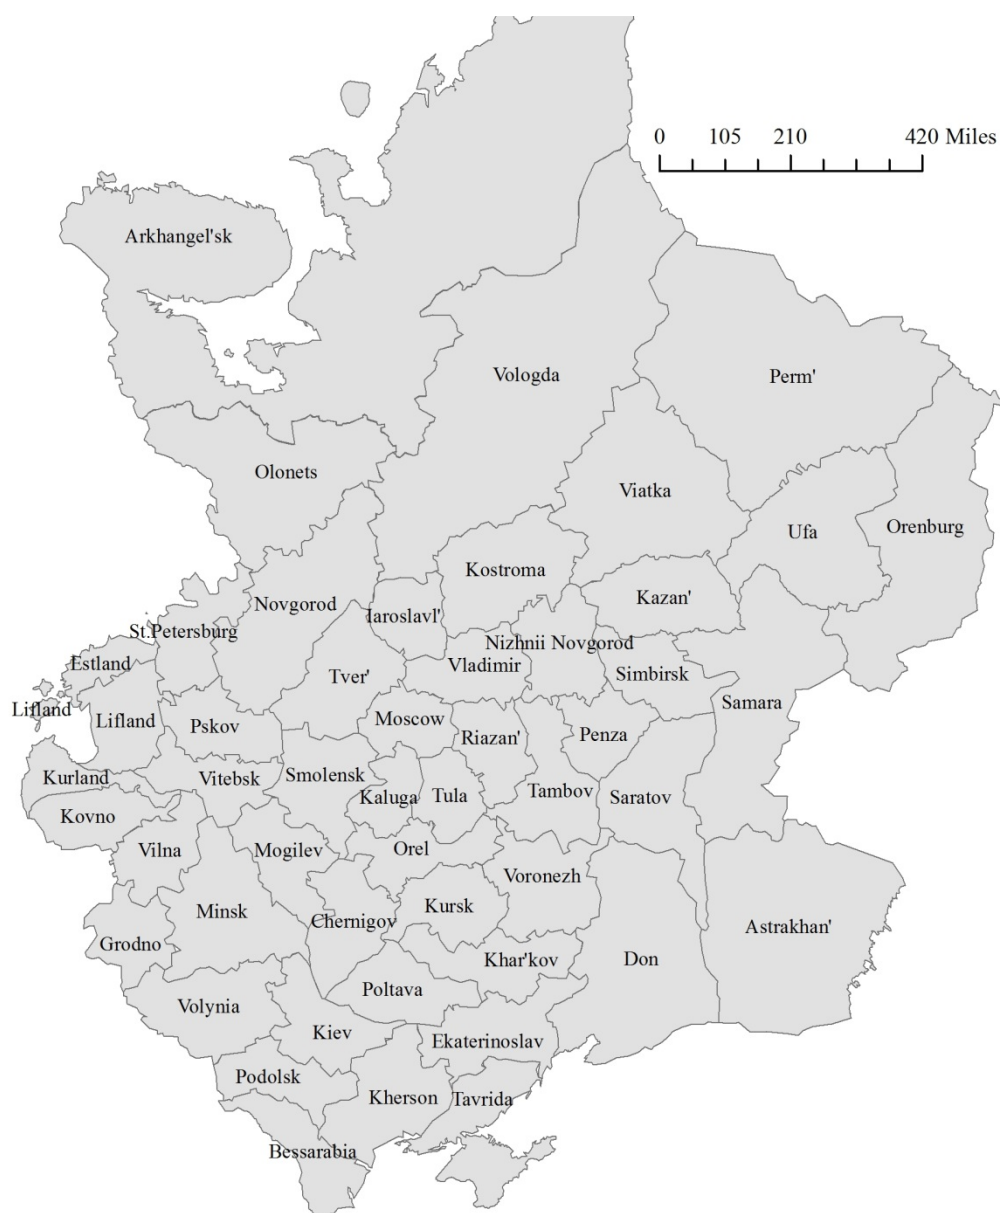 0 105 210 420 Miles
Arkhangel'sk
Vologda
Perm'
Olonets
Viatka
Ufa
Orenburg
Kostroma
Kazan'
Novgorod
Iaroslavl'
St.Petersburg
Nizhnii Novgorod
Estland
Vladimir
Tver'
Simbirsk
Samara
Lifland
Lifland
Pskov
Moscow
Riazan'
Penza
Kurland
Vitebsk
Smolensk
Kaluga
Tula
Tambov
Saratov
Kovno
Vilna
Mogilev
Orel
Voronezh
Minsk
Chernigov
Kursk
Astrakhan'
Grodno
Khar'kov
Don
Poltava
Volynia
Kiev
Ekaterinoslav
Podolsk
Kherson
Tavrida
Bessarabia